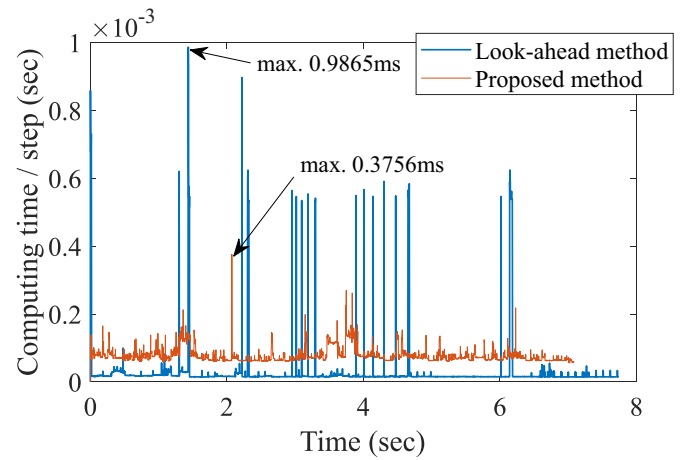 ×10⁻³
Look-ahead method
Proposed method
max. 0.9865ms
max. 0.3756ms
Computing time / step (sec)
1
0.8
0.6
0.4
0.2
0
0
2
4
6
8
Time (sec)